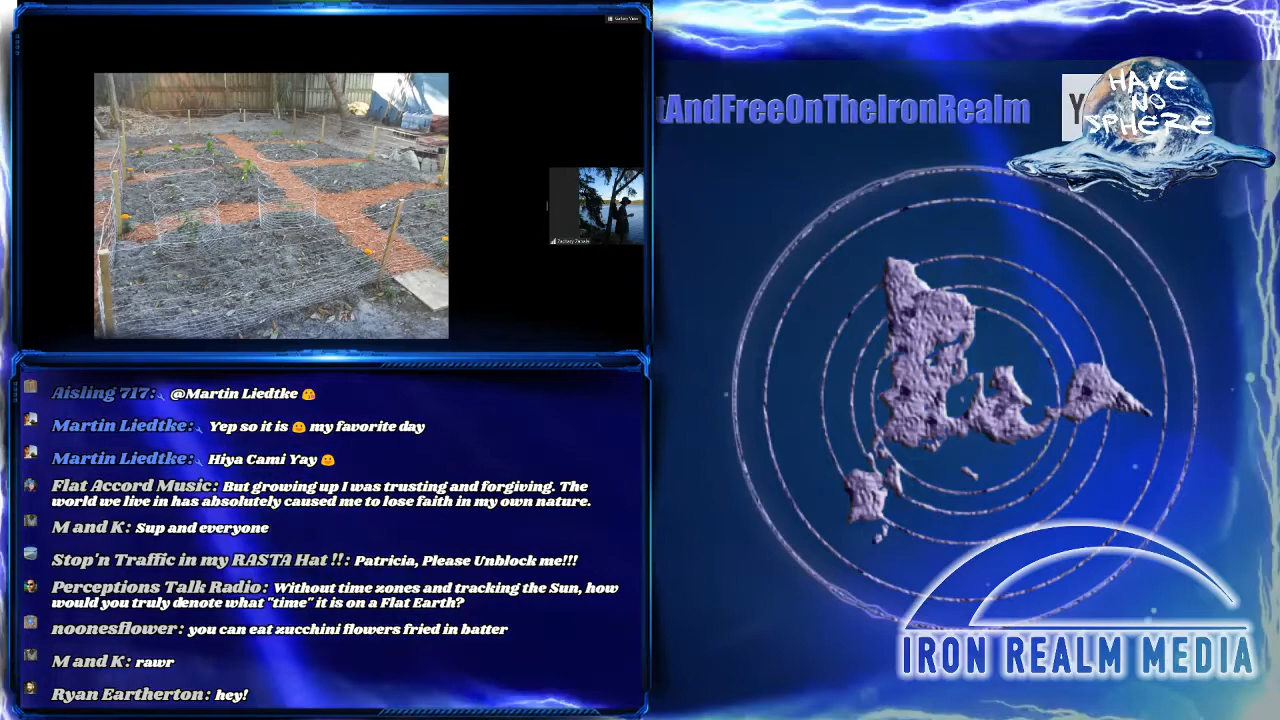 Gallery View
tAndFreeOnTheIronRealm
Y
HAVE
NO
SPHERE
Zachary Zabala
Aisling 717: @Martin Liedtke
Martin Liedtke: Yep so it is my favorite day
Martin Liedtke: Hiya Cami Yay
Flat Accord Music: But growing up I was trusting and forgiving. The
world we live in has absolutely caused me to lose faith in my own nature.
M and K: Sup and everyone
Stop'n Traffic in my RASTA Hat !!: Patricia, Please Unblock me!!!
Perceptions Talk Radio: Without time zones and tracking the Sun, how
would you truly denote what "time" it is on a Flat Earth?
noonesflower: you can eat zucchini flowers fried in batter
M and K: rawr
Ryan Eartherton: hey!
IRON REALM MEDIA